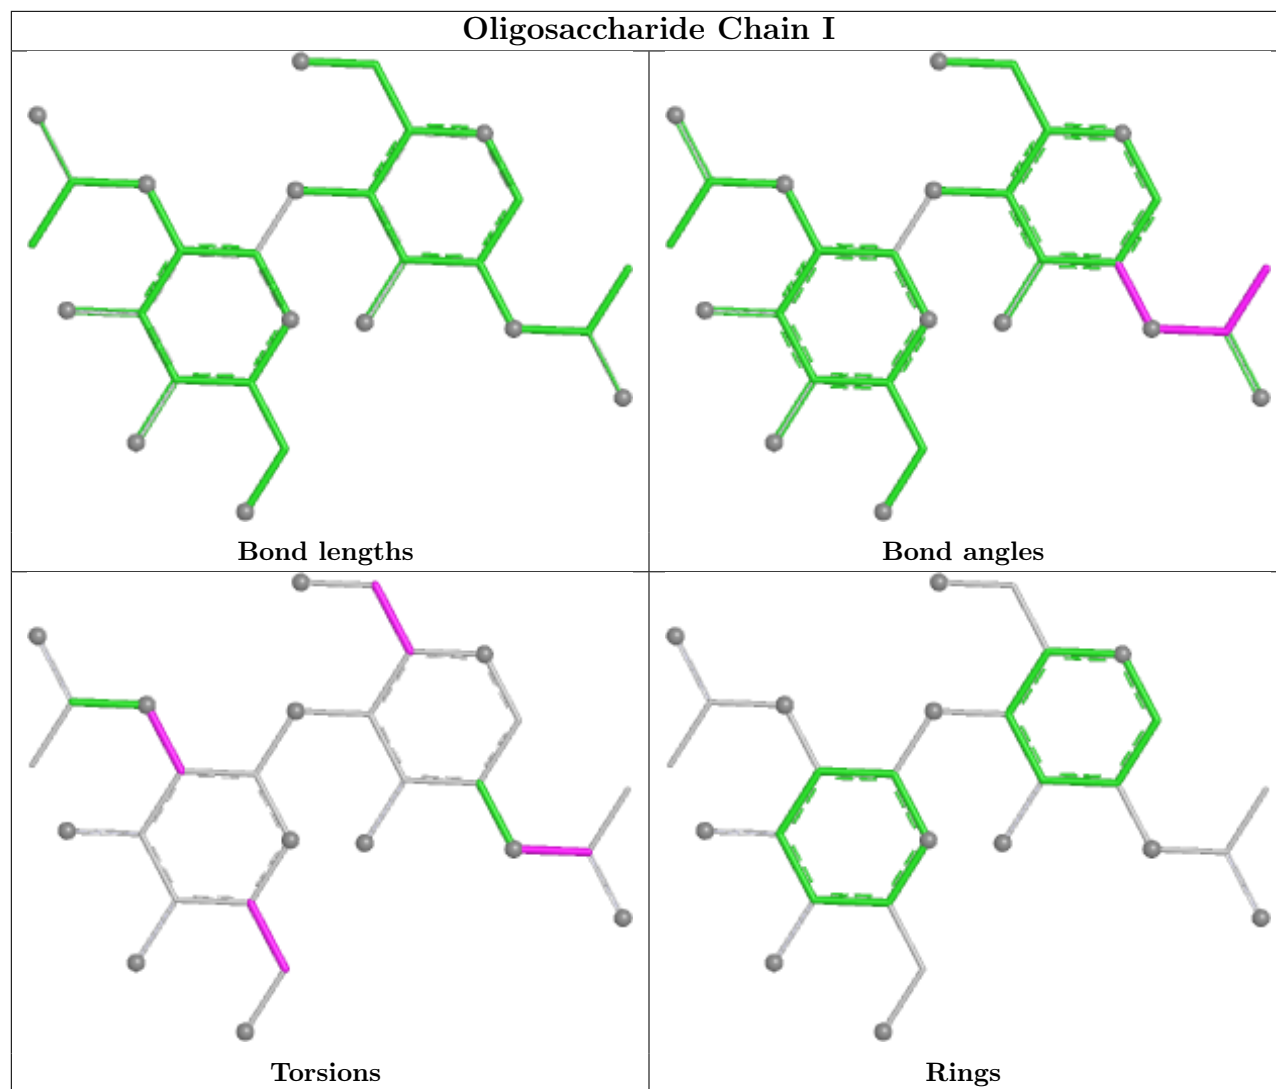 Oligosaccharide Chain I
Bond lengths
Bond angles
Torsions
Rings